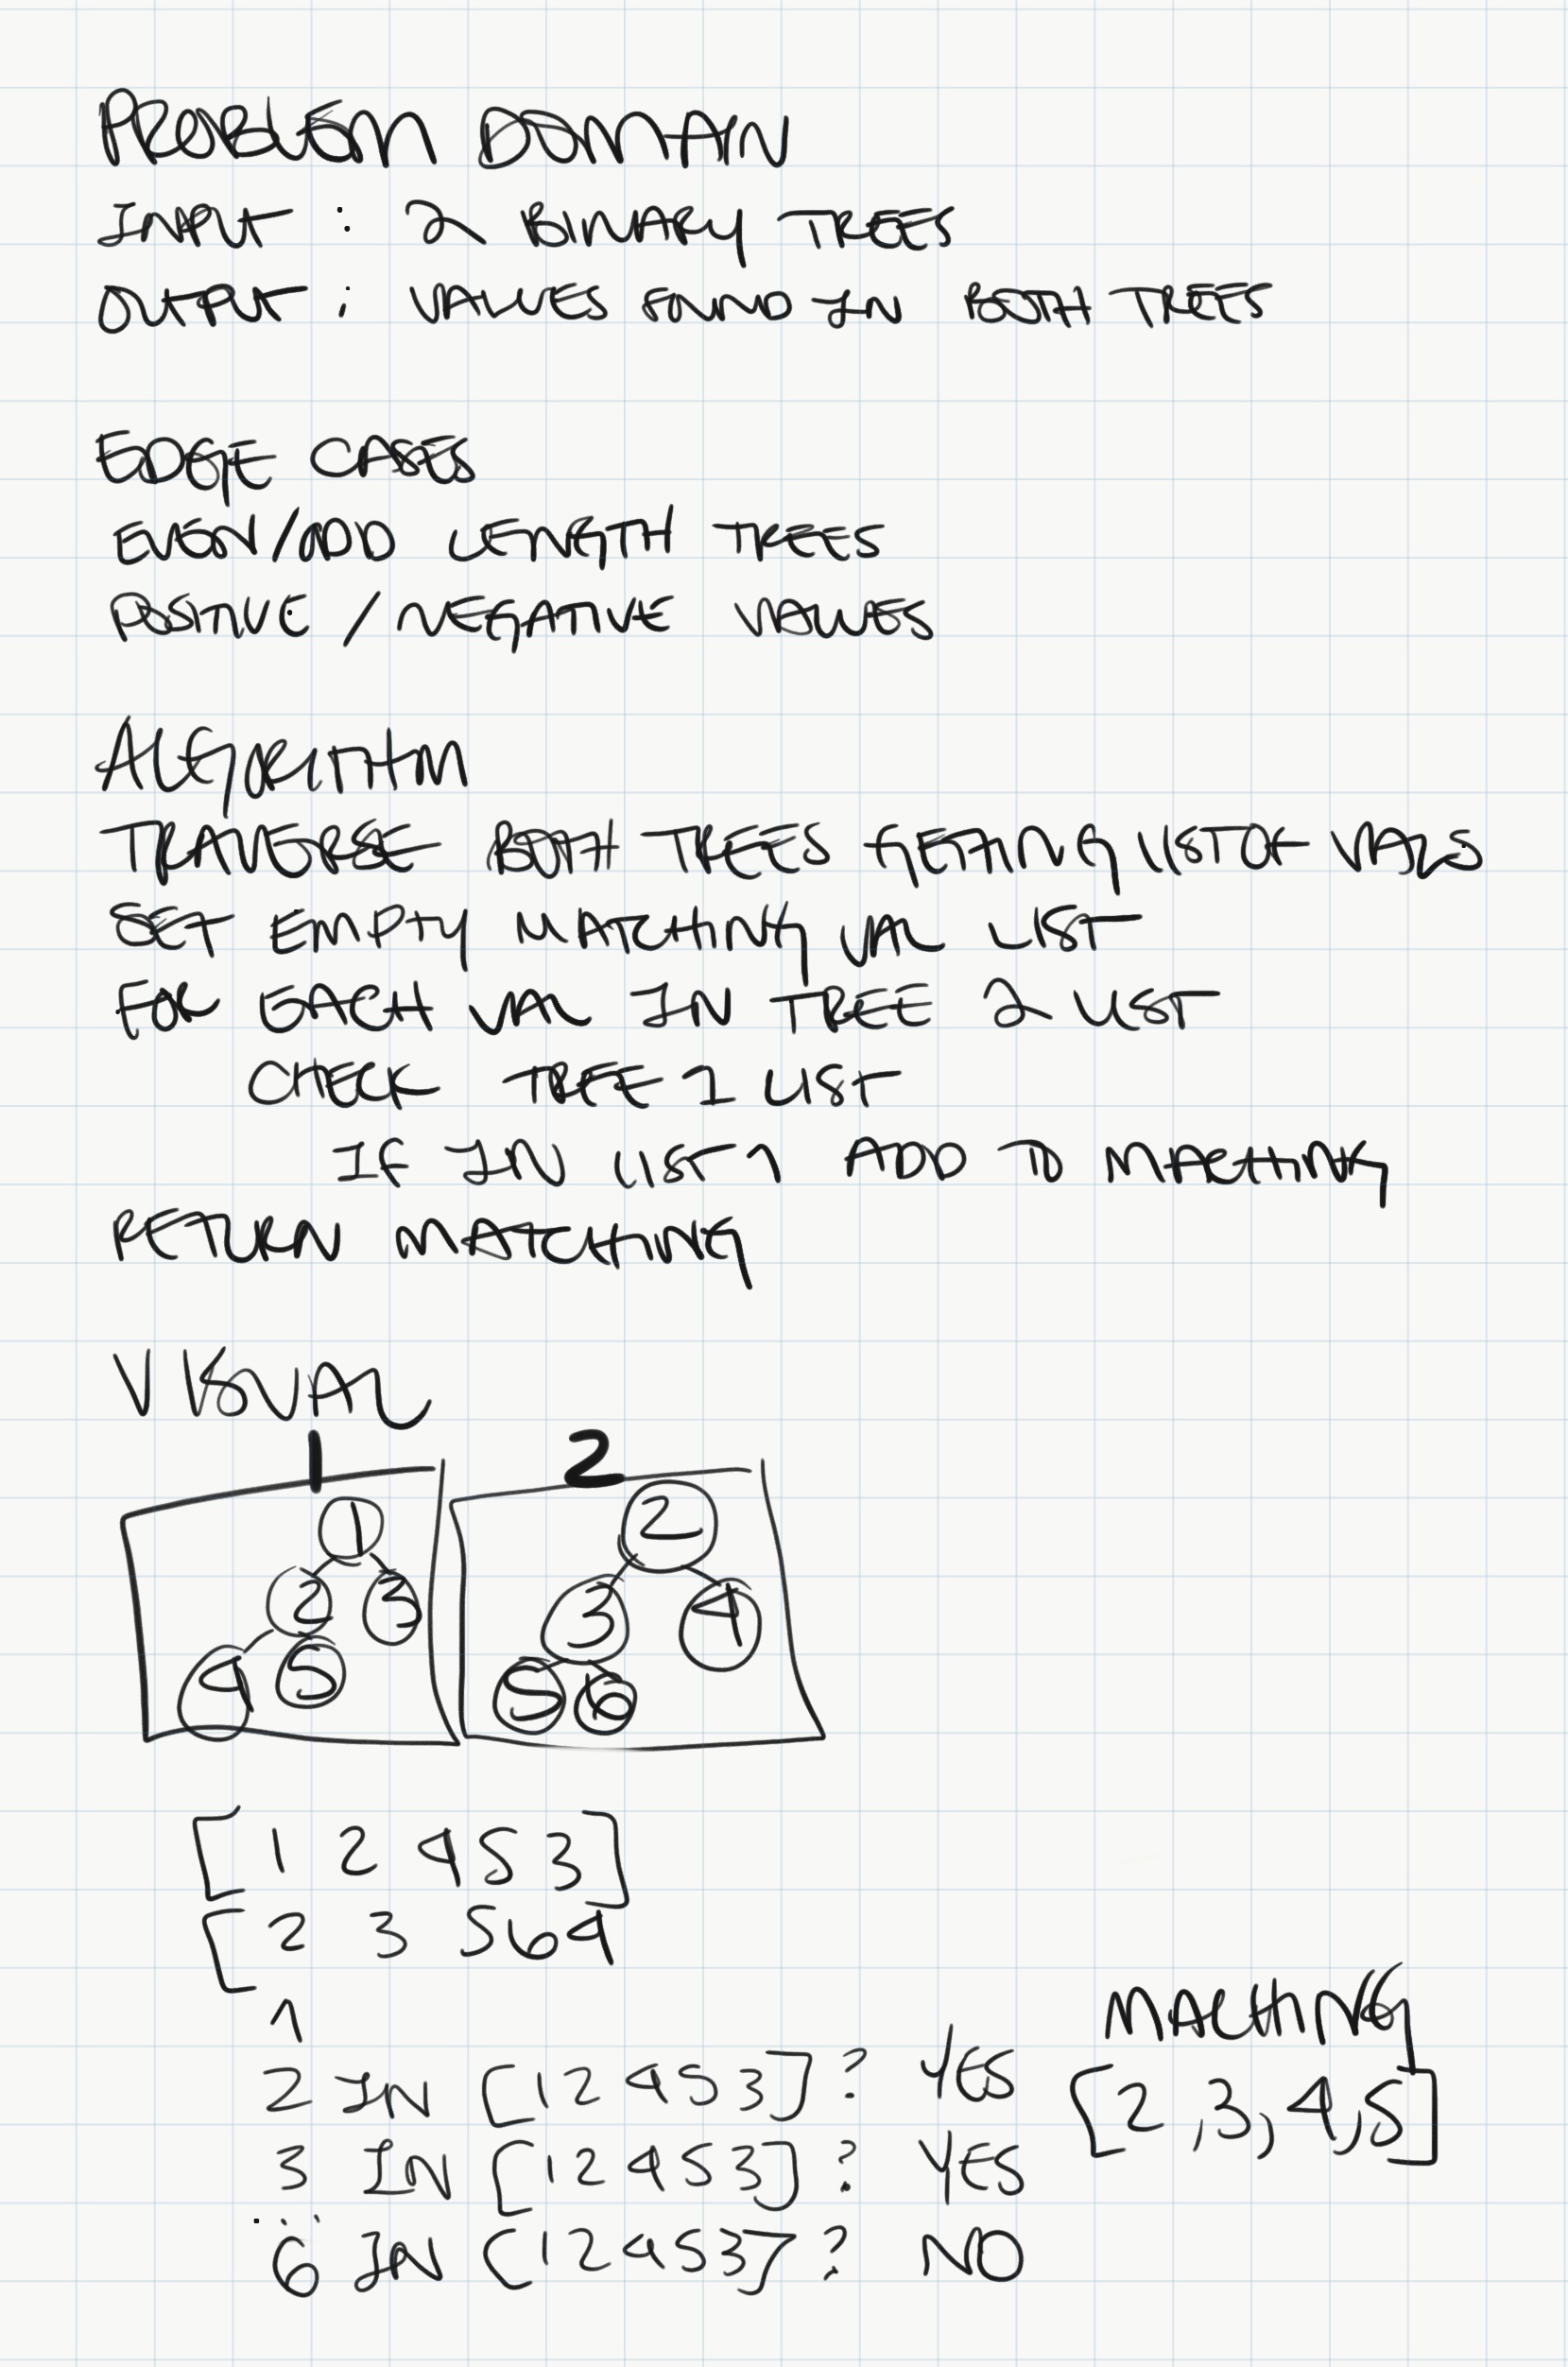 PROBLEM DOMAIN
INPUT : 2 BINARY TREES
OUTPUT : VALUES FOUND IN BOTH TREES
EDGE CASES
EVEN/ODD LENGTH TREES
POSITIVE / NEGATIVE VALUES
ALGORITHM
TRAVERSE BOTH TREES GETTING LIST OF VALS
SET EMPTY MATCHING VAL LIST
FOR EACH VAL IN TREE 2 LIST
CHECK TREE 1 LIST
IF IN LIST 1 ADD TO MATCHING
RETURN MATCHING
VISUAL
1 2
1 2
2 3 3 4
4 5 5 6
[1 2 4 5 3]
[2 3 5 6 4
^
MATCHING
2 IN [1 2 4 5 3]? YES [2,3,4,5]
3 IN [1 2 4 5 3]? YES
...
6 IN [1 2 4 5 3]? NO